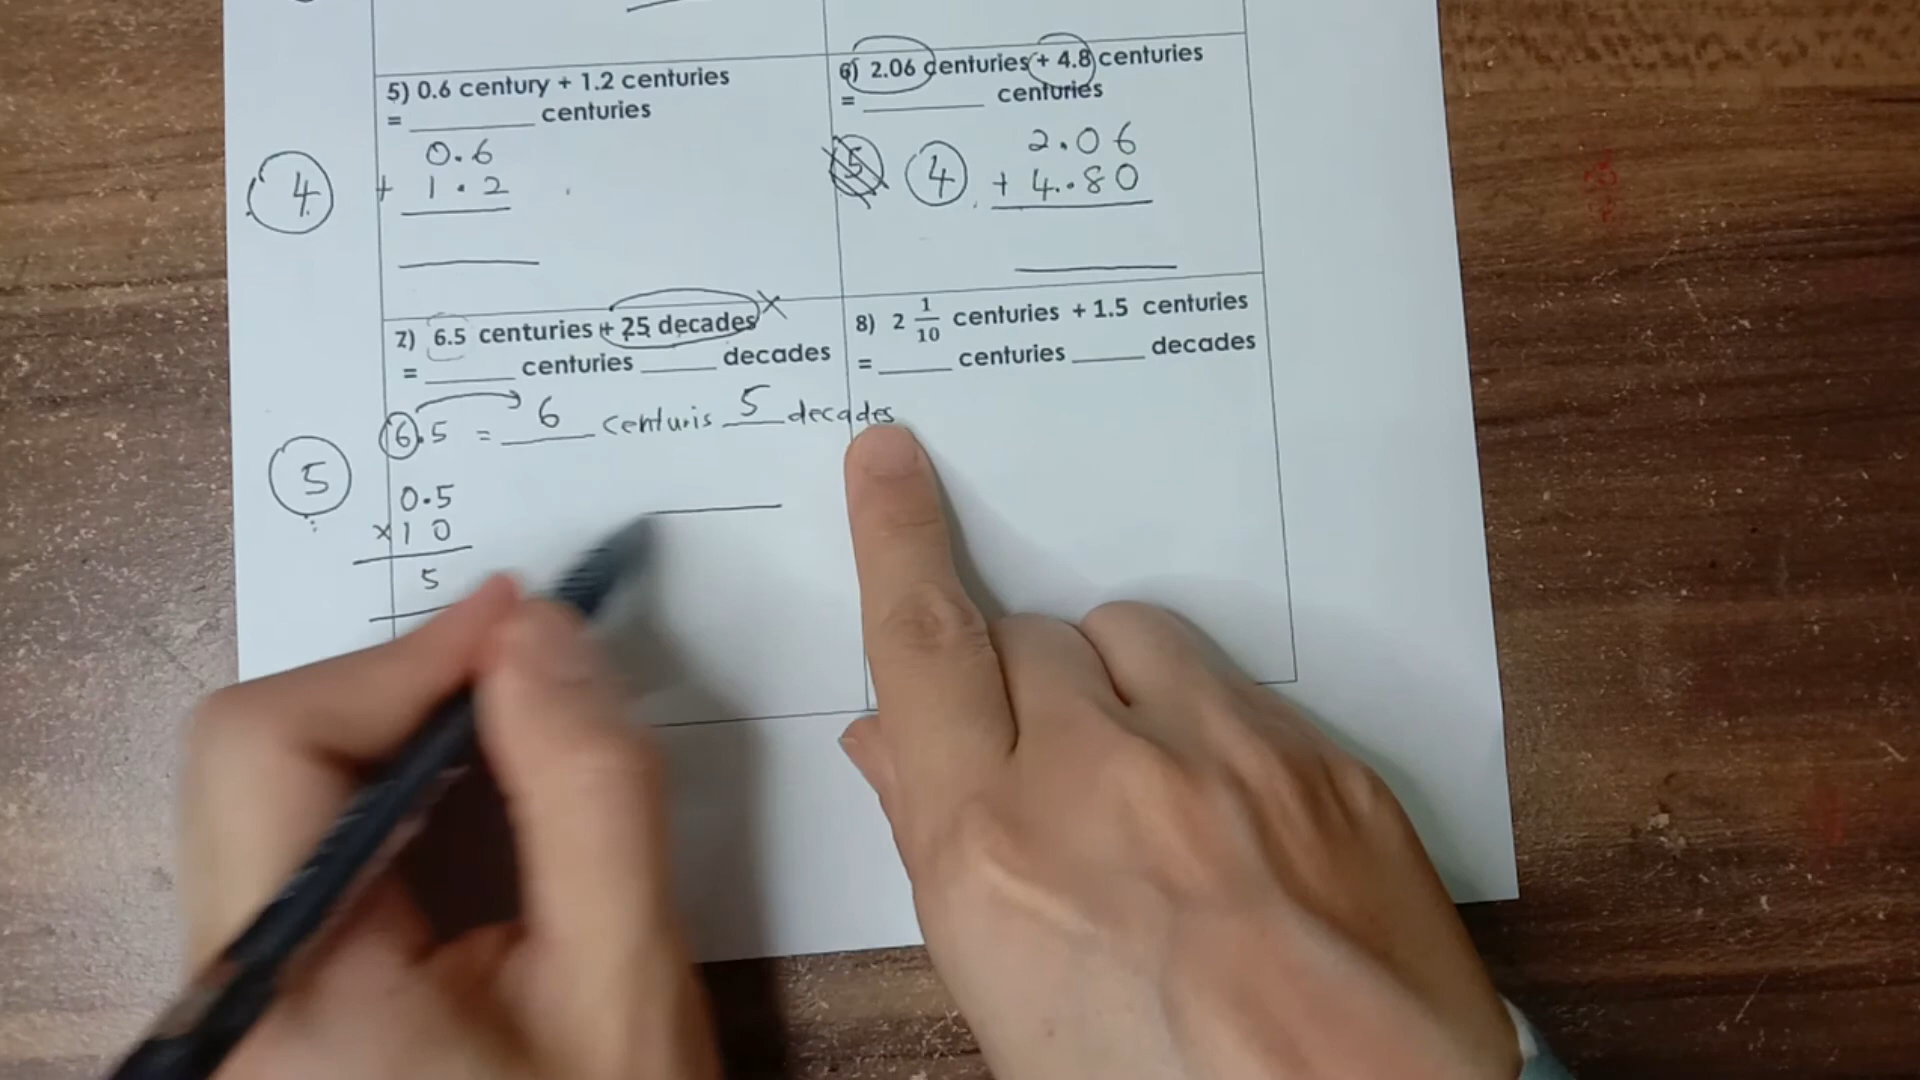 5) 0.6 century + 1.2 centuries
= ________ centuries
0.6
+ 1.2
4
6) 2.06 centuries + 4.8 centuries
= ________ centuries
5 4
2.06
+ 4.80
7) 6.5 centuries + 25 decades X
= ______ centuries _____ decades
6.5 = 6 centuris 5 decades
5
0.5
×10
5
8) 2 1/10 centuries + 1.5 centuries
= _____ centuries _____ decades